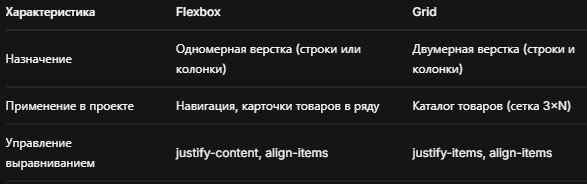 Характеристика Flexbox Grid
Назначение Одномерная верстка (строки или колонки) Двумерная верстка (строки и колонки)
Применение в проекте Навигация, карточки товаров в ряду Каталог товаров (сетка 3×N)
Управление выравниванием justify-content, align-items justify-items, align-items